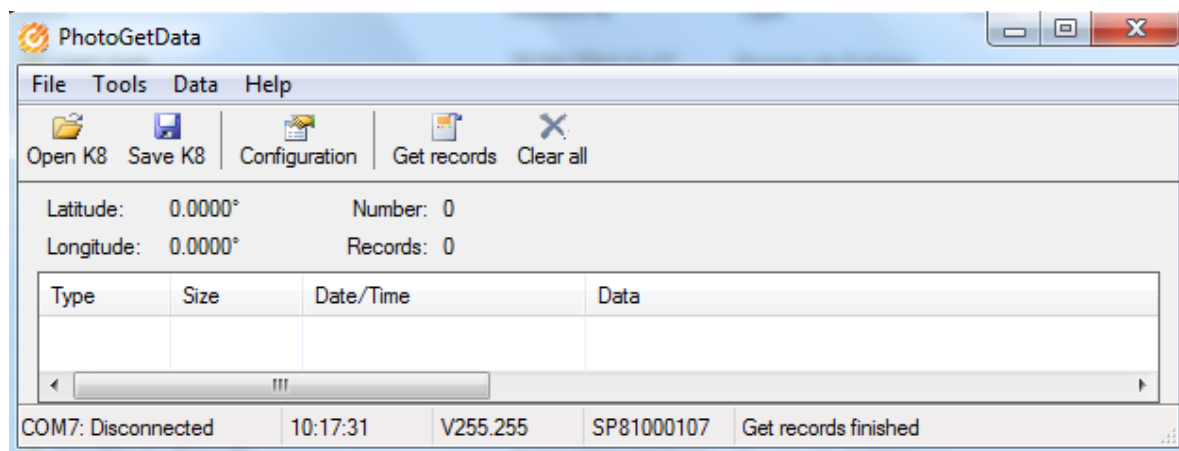 PhotoGetData
File Tools Data Help
Open K8 Save K8 Configuration Get records Clear all
Latitude: 0.0000° Number: 0
Longitude: 0.0000° Records: 0
Type Size Date/Time Data
COM7: Disconnected 10:17:31 V255.255 SP81000107 Get records finished